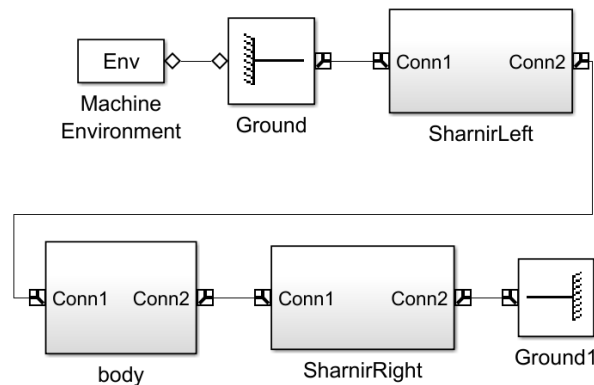 Env
Machine
Environment
Ground
Conn1
Conn2
SharnirLeft
Conn1
Conn2
body
Conn1
Conn2
SharnirRight
Ground1